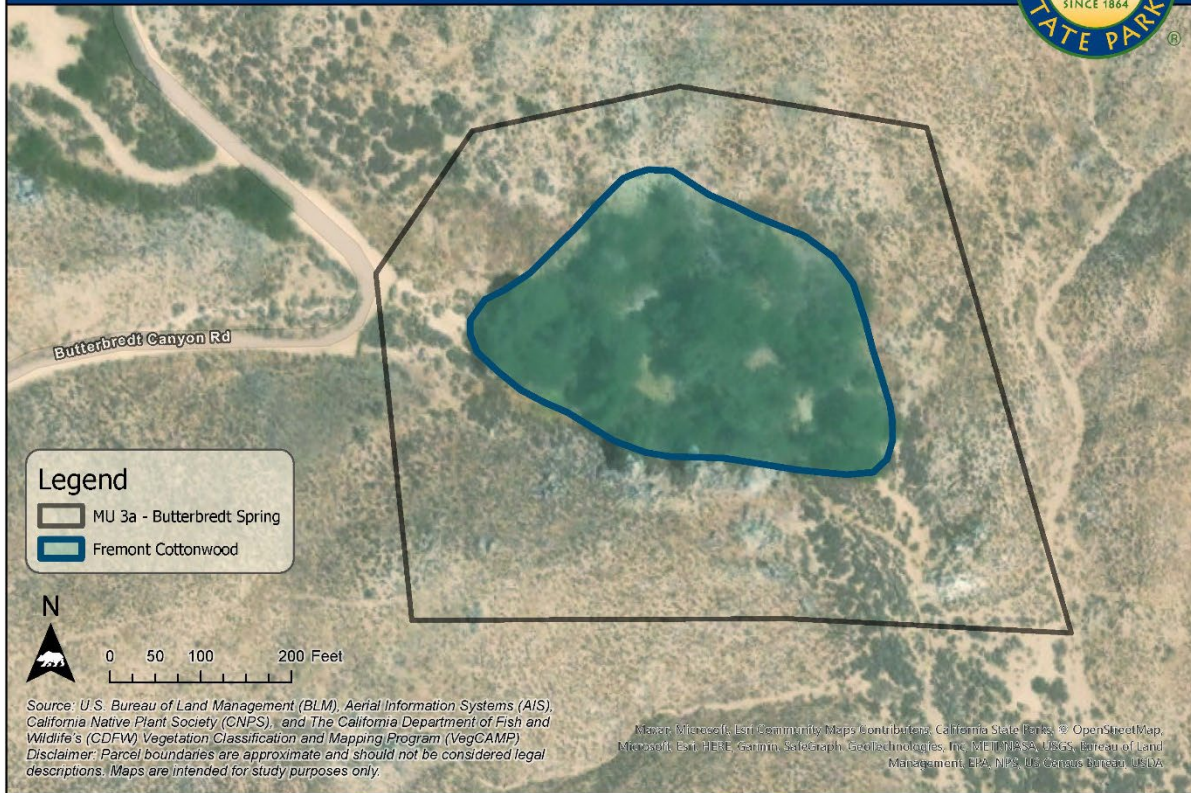 SINCE 1864
STATE PARK
®
Butterbredt Canyon Rd
Legend
MU 3a - Butterbredt Spring
Fremont Cottonwood
N
0 50 100 200 Feet
Source: U.S. Bureau of Land Management (BLM), Aerial Information Systems (AIS),
California Native Plant Society (CNPS), and The California Department of Fish and
Wildlife's (CDFW) Vegetation Classification and Mapping Program (VegCAMP)
Disclaimer: Parcel boundaries are approximate and should not be considered legal
descriptions. Maps are intended for study purposes only.
Maxar, Microsoft, Esri Community Maps Contributors, California State Parks, © OpenStreetMap,
Microsoft, Esri, HERE, Garmin, SafeGraph, GeoTechnologies, Inc, METI/NASA, USGS, Bureau of Land
Management, EPA, NPS, US Census Bureau, USDA